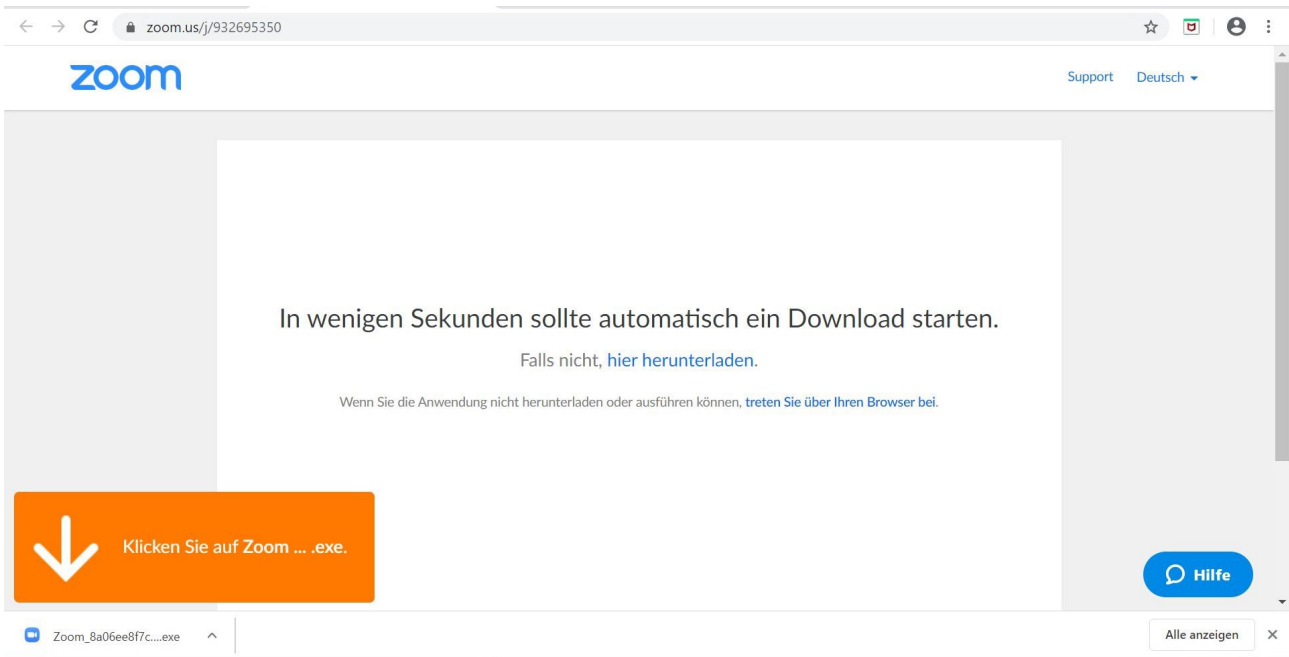 zoom.us/j/932695350
zoom
Support Deutsch
In wenigen Sekunden sollte automatisch ein Download starten.
Falls nicht, hier herunterladen.
Wenn Sie die Anwendung nicht herunterladen oder ausführen können, treten Sie über Ihren Browser bei.
Klicken Sie auf Zoom ... .exe.
Hilfe
Zoom_8a06ee8f7c....exe
Alle anzeigen